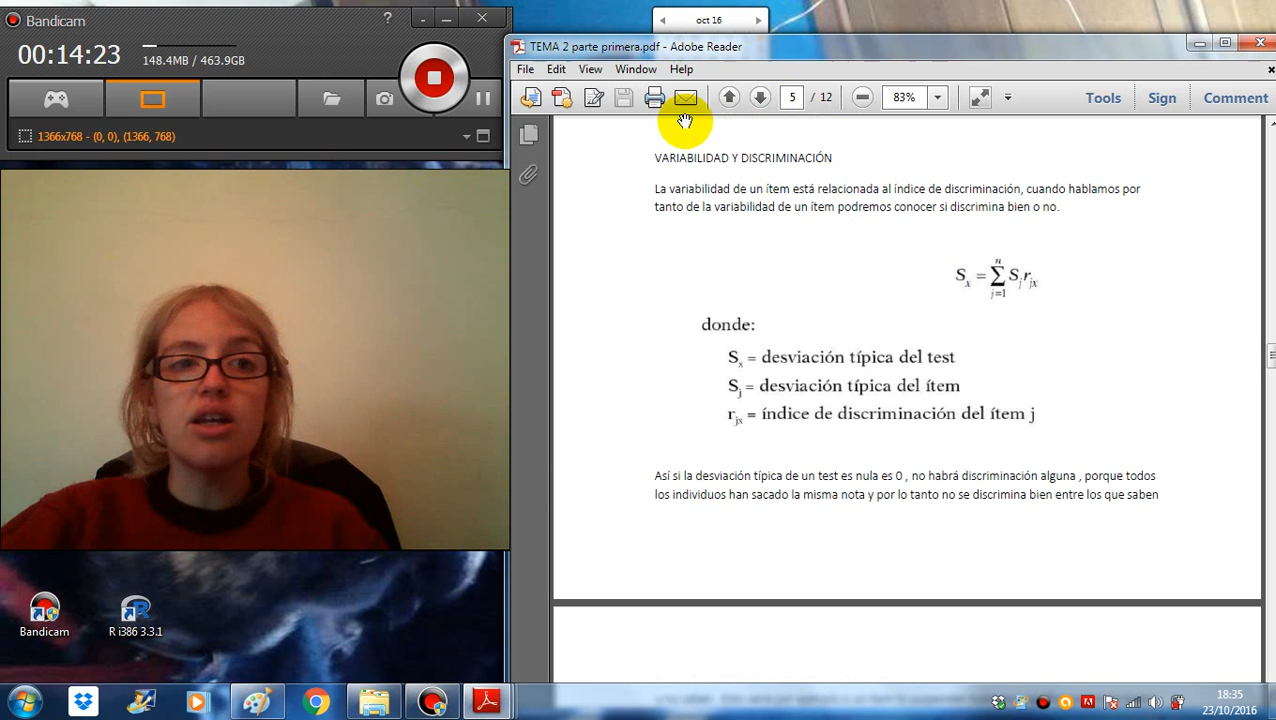 Bandicam
00:14:23
148.4MB / 463.9GB
1366x768 - (0, 0), (1366, 768)
oct 16
TEMA 2 parte primera.pdf - Adobe Reader
File Edit View Window Help
5 / 12 83% Tools Sign Comment
VARIABILIDAD Y DISCRIMINACIÓN
La variabilidad de un ítem está relacionada al índice de discriminación, cuando hablamos por
tanto de la variabilidad de un ítem podremos conocer si discrimina bien o no.
Sx = n∑j=1 Sj rjx
donde:
Sx = desviación típica del test
Sj = desviación típica del ítem
rjx = índice de discriminación del ítem j
Así si la desviación típica de un test es nula es 0 , no habrá discriminación alguna , porque todos
los individuos han sacado la misma nota y por lo tanto no se discrimina bien entre los que saben
Bandicam
R i386 3.3.1
18:35
23/10/2016